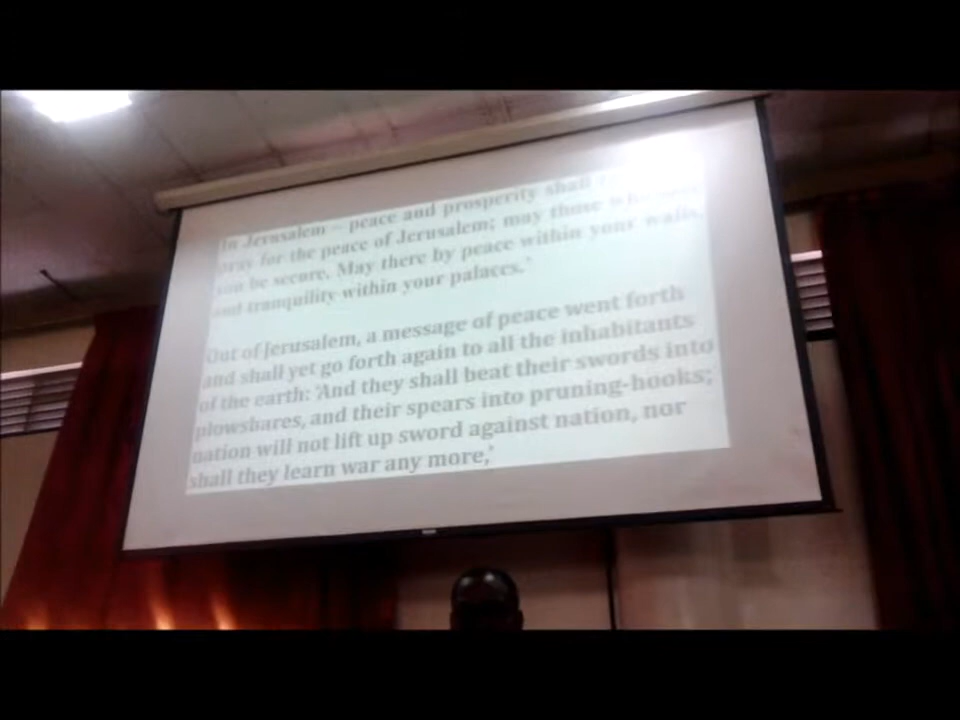 In Jerusalem – peace and prosperity shall
pray for the peace of Jerusalem; may those who
you be secure. May there by peace within your walls,
and tranquility within your palaces.'
Out of Jerusalem, a message of peace went forth
and shall yet go forth again to all the inhabitants
of the earth: 'And they shall beat their swords into
plowshares, and their spears into pruning-hooks;
nation will not lift up sword against nation, nor
shall they learn war any more,'